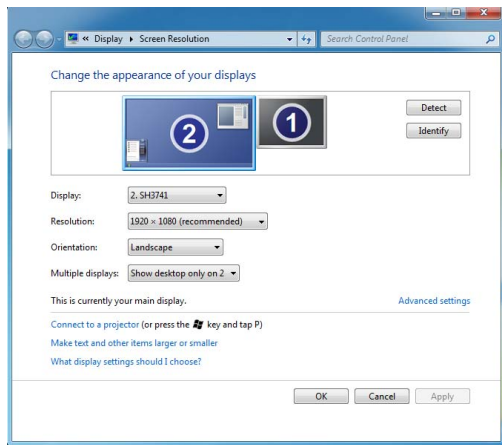 « Display ▸ Screen Resolution
Search Control Panel
Change the appearance of your displays
2
1
Detect
Identify
Display: 2. SH3741
Resolution: 1920 × 1080 (recommended)
Orientation: Landscape
Multiple displays: Show desktop only on 2
This is currently your main display.
Advanced settings
Connect to a projector (or press the key and tap P)
Make text and other items larger or smaller
What display settings should I choose?
OK Cancel Apply